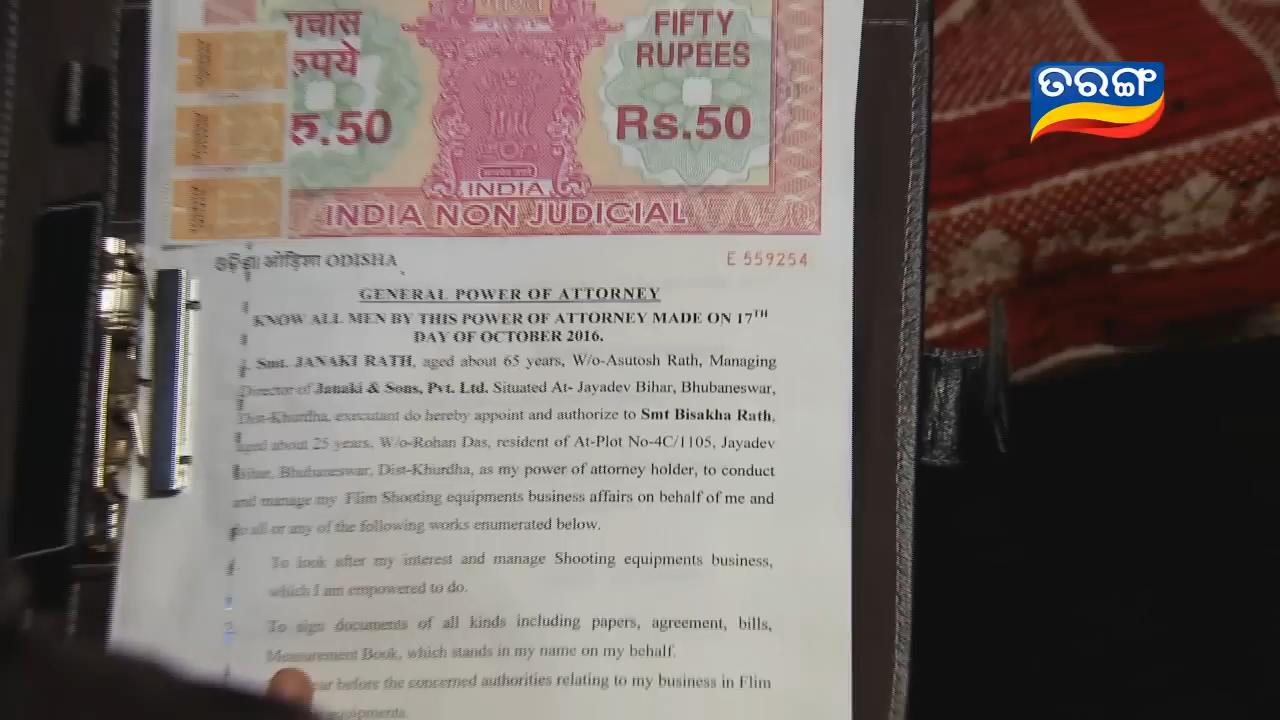 भारत
पचास
रुपये
रु.50
FIFTY
RUPEES
Rs.50
ତରଙ୍ଗ
INDIA
INDIA NON JUDICIAL
ଓଡ଼ିଶା ओड़िशा ODISHA
E 559254
GENERAL POWER OF ATTORNEY
KNOW ALL MEN BY THIS POWER OF ATTORNEY MADE ON 17TH
DAY OF OCTOBER 2016.
Smt. JANAKI RATH, aged about 65 years, W/o-Asutosh Rath, Managing
Director of Janaki & Sons, Pvt. Ltd. Situated At- Jayadev Bihar, Bhubaneswar,
Dist-Khurdha, executant do hereby appoint and authorize to Smt Bisakha Rath,
aged about 25 years, W/o-Rohan Das, resident of At-Plot No-4C/1105, Jayadev
Bihar, Bhubaneswar, Dist-Khurdha, as my power of attorney holder, to conduct
and manage my Flim Shooting equipments business affairs on behalf of me and
do all or any of the following works enumerated below.
To look after my interest and manage Shooting equipments business,
which I am empowered to do.
2. To sign documents of all kinds including papers, agreement, bills,
Measurement Book, which stands in my name on my behalf.
before the concerned authorities relating to my business in Flim
equipments.